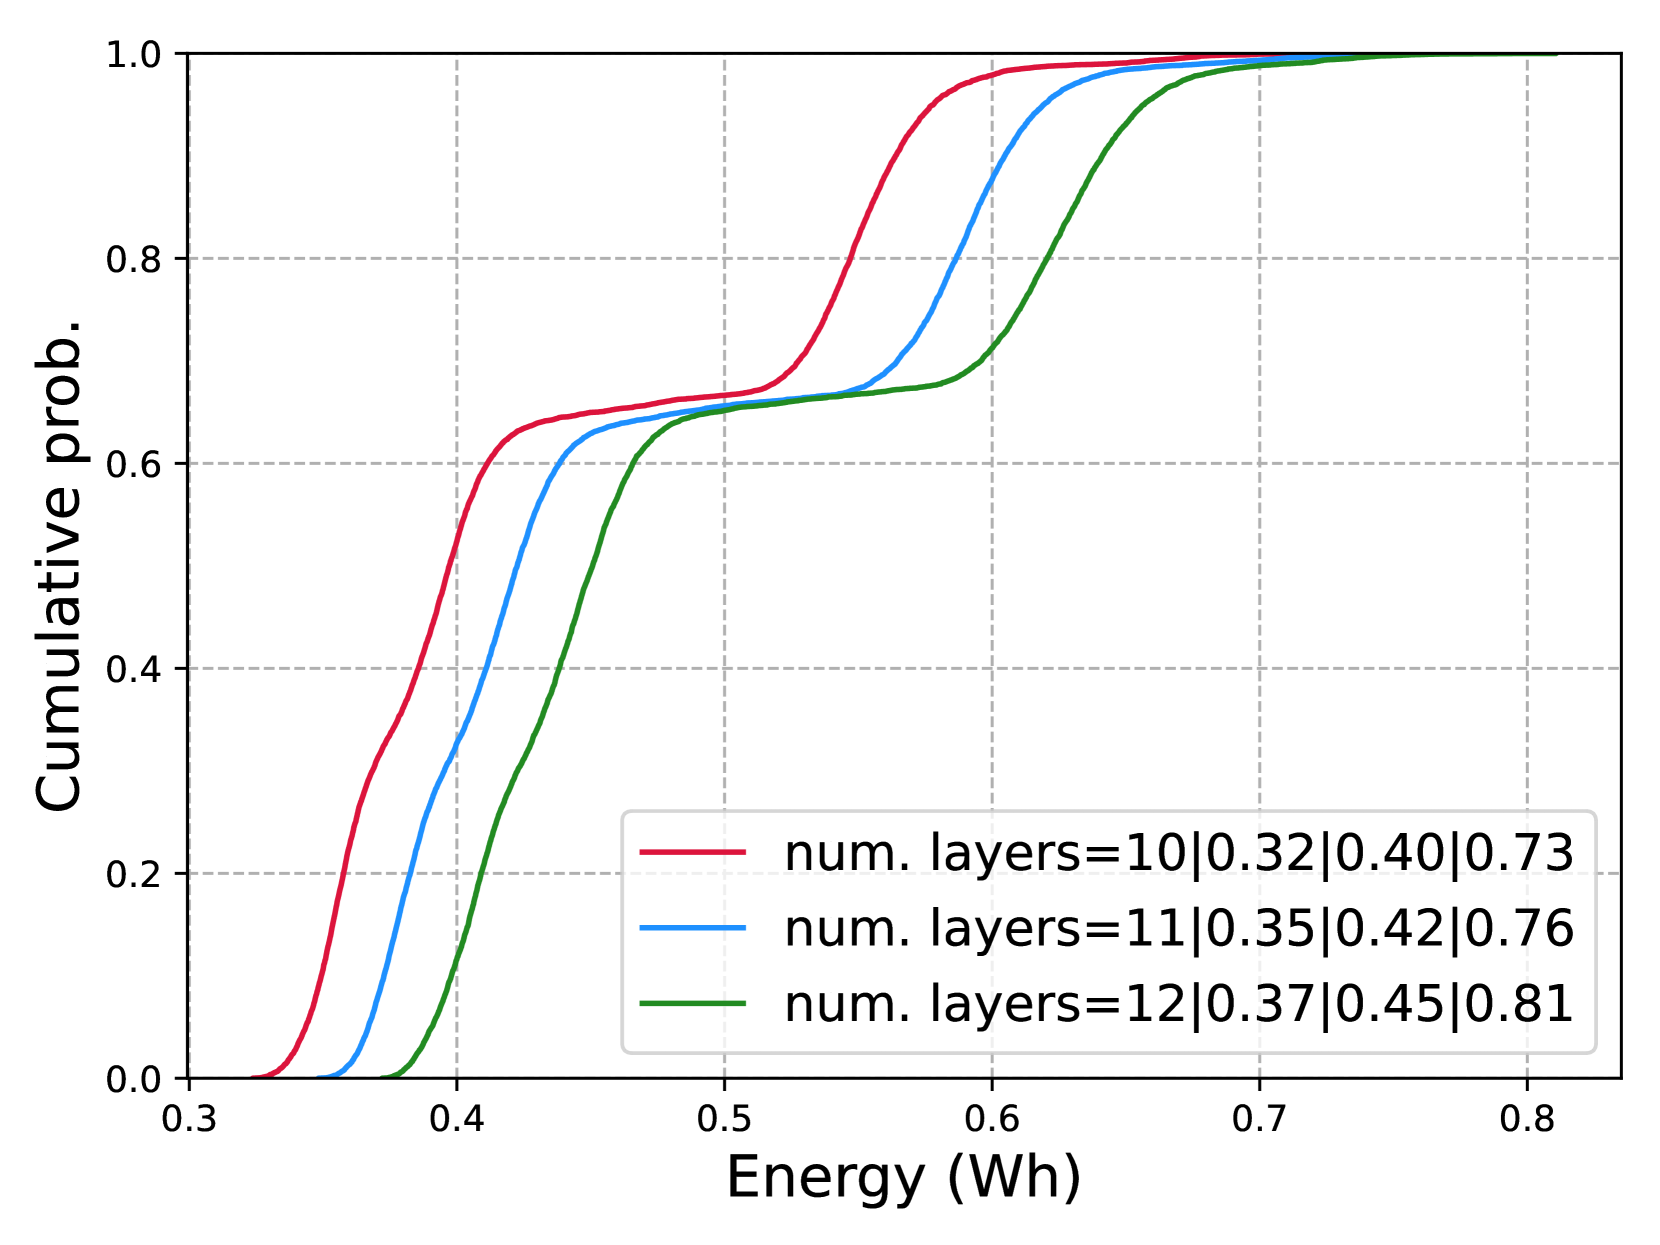 1.0
0.8
0.6
0.4
0.2
0.0
Cumulative prob.
num. layers=10|0.32|0.40|0.73
num. layers=11|0.35|0.42|0.76
num. layers=12|0.37|0.45|0.81
0.3 0.4 0.5 0.6 0.7 0.8
Energy (Wh)